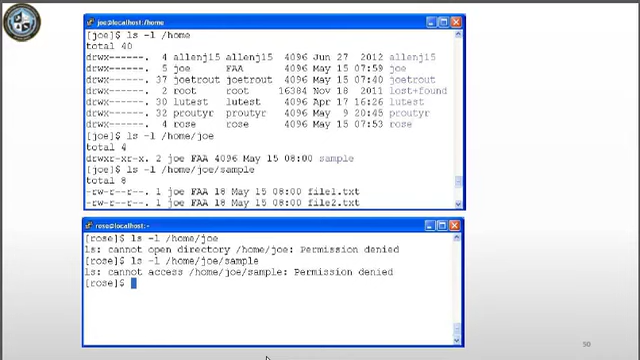 joe@localhost:/home
[joe]$ ls -l /home
total 40
drwx------. 4 allenj15 allenj15 4096 Jun 27 2012 allenj15
drwx------. 5 joe FAA 4096 May 15 07:59 joe
drwx------. 37 joetrout joetrout 4096 May 15 07:40 joetrout
drwx------. 2 root root 16384 Nov 18 2011 lost+found
drwx------. 30 lutest lutest 4096 Apr 17 16:26 lutest
drwx------. 32 proutyr proutyr 4096 May 9 20:45 proutyr
drwx------. 4 rose rose 4096 May 15 07:53 rose
[joe]$ ls -l /home/joe
total 4
drwxr-xr-x. 2 joe FAA 4096 May 15 08:00 sample
[joe]$ ls -l /home/joe/sample
total 8
-rw-r--r--. 1 joe FAA 18 May 15 08:00 file1.txt
-rw-r--r--. 1 joe FAA 18 May 15 08:00 file2.txt
rose@localhost:~
[rose]$ ls -l /home/joe
ls: cannot open directory /home/joe: Permission denied
[rose]$ ls -l /home/joe/sample
ls: cannot access /home/joe/sample: Permission denied
[rose]$
50